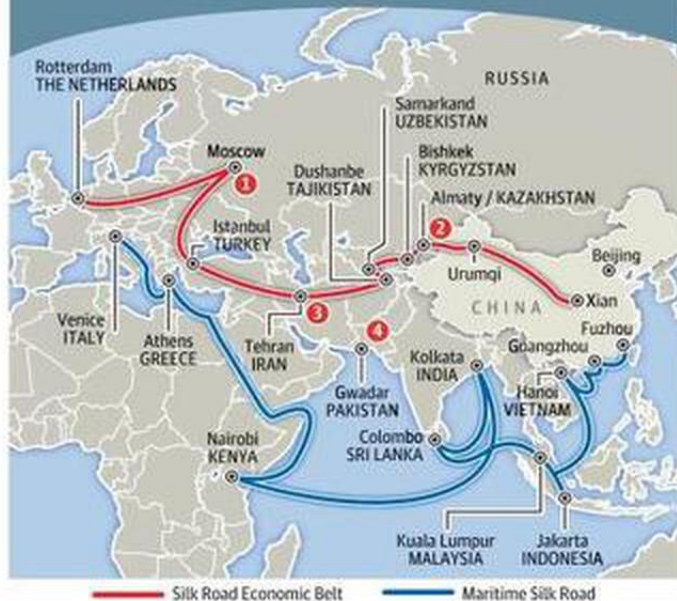 Rotterdam
THE NETHERLANDS
RUSSIA
Samarkand
UZBEKISTAN
Moscow
1
Bishkek
KYRGYZSTAN
Dushanbe
TAJIKISTAN
Almaty / KAZAKHSTAN
2
Istanbul
TURKEY
Urumqi
Beijing
CHINA
Xian
3
4
Venice
ITALY
Athens
GREECE
Tehran
IRAN
Fuzhou
Guangzhou
Kolkata
INDIA
Gwadar
PAKISTAN
Hanoi
VIETNAM
Nairobi
KENYA
Colombo
SRI LANKA
Kuala Lumpur
MALAYSIA
Jakarta
INDONESIA
Silk Road Economic Belt
Maritime Silk Road